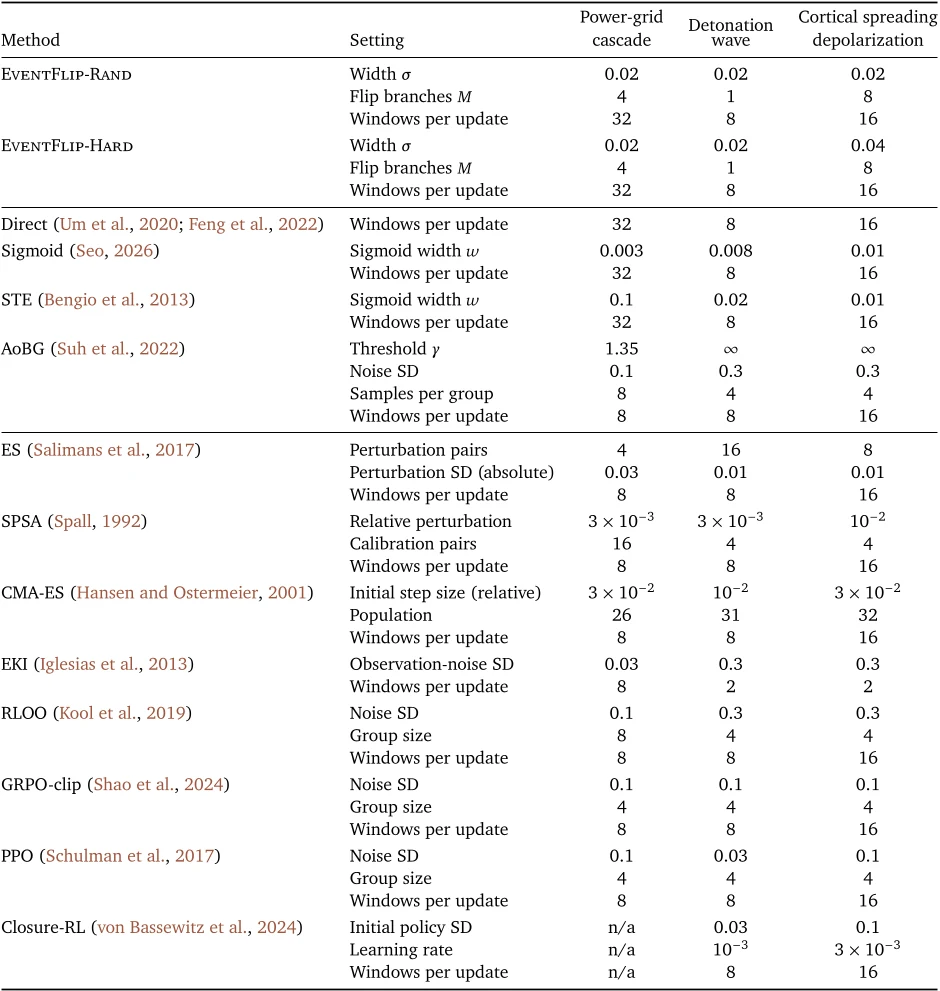 Method Setting Power-grid cascade Detonation wave Cortical spreading depolarization
EventFlip-Rand Width σ 0.02 0.02 0.02
Flip branches M 4 1 8
Windows per update 32 8 16
EventFlip-Hard Width σ 0.02 0.02 0.04
Flip branches M 4 1 8
Windows per update 32 8 16
Direct (Um et al., 2020; Feng et al., 2022) Windows per update 32 8 16
Sigmoid (Seo, 2026) Sigmoid width w 0.003 0.008 0.01
Windows per update 32 8 16
STE (Bengio et al., 2013) Sigmoid width w 0.1 0.02 0.01
Windows per update 32 8 16
AoBG (Suh et al., 2022) Threshold γ 1.35 ∞ ∞
Noise SD 0.1 0.3 0.3
Samples per group 8 4 4
Windows per update 8 8 16
ES (Salimans et al., 2017) Perturbation pairs 4 16 8
Perturbation SD (absolute) 0.03 0.01 0.01
Windows per update 8 8 16
SPSA (Spall, 1992) Relative perturbation 3 × 10⁻³ 3 × 10⁻³ 10⁻²
Calibration pairs 16 4 4
Windows per update 8 8 16
CMA-ES (Hansen and Ostermeier, 2001) Initial step size (relative) 3 × 10⁻² 10⁻² 3 × 10⁻²
Population 26 31 32
Windows per update 8 8 16
EKI (Iglesias et al., 2013) Observation-noise SD 0.03 0.3 0.3
Windows per update 8 2 2
RLOO (Kool et al., 2019) Noise SD 0.1 0.3 0.3
Group size 8 4 4
Windows per update 8 8 16
GRPO-clip (Shao et al., 2024) Noise SD 0.1 0.1 0.1
Group size 4 4 4
Windows per update 8 8 16
PPO (Schulman et al., 2017) Noise SD 0.1 0.03 0.1
Group size 4 4 4
Windows per update 8 8 16
Closure-RL (von Bassewitz et al., 2024) Initial policy SD n/a 0.03 0.1
Learning rate n/a 10⁻³ 3 × 10⁻³
Windows per update n/a 8 16